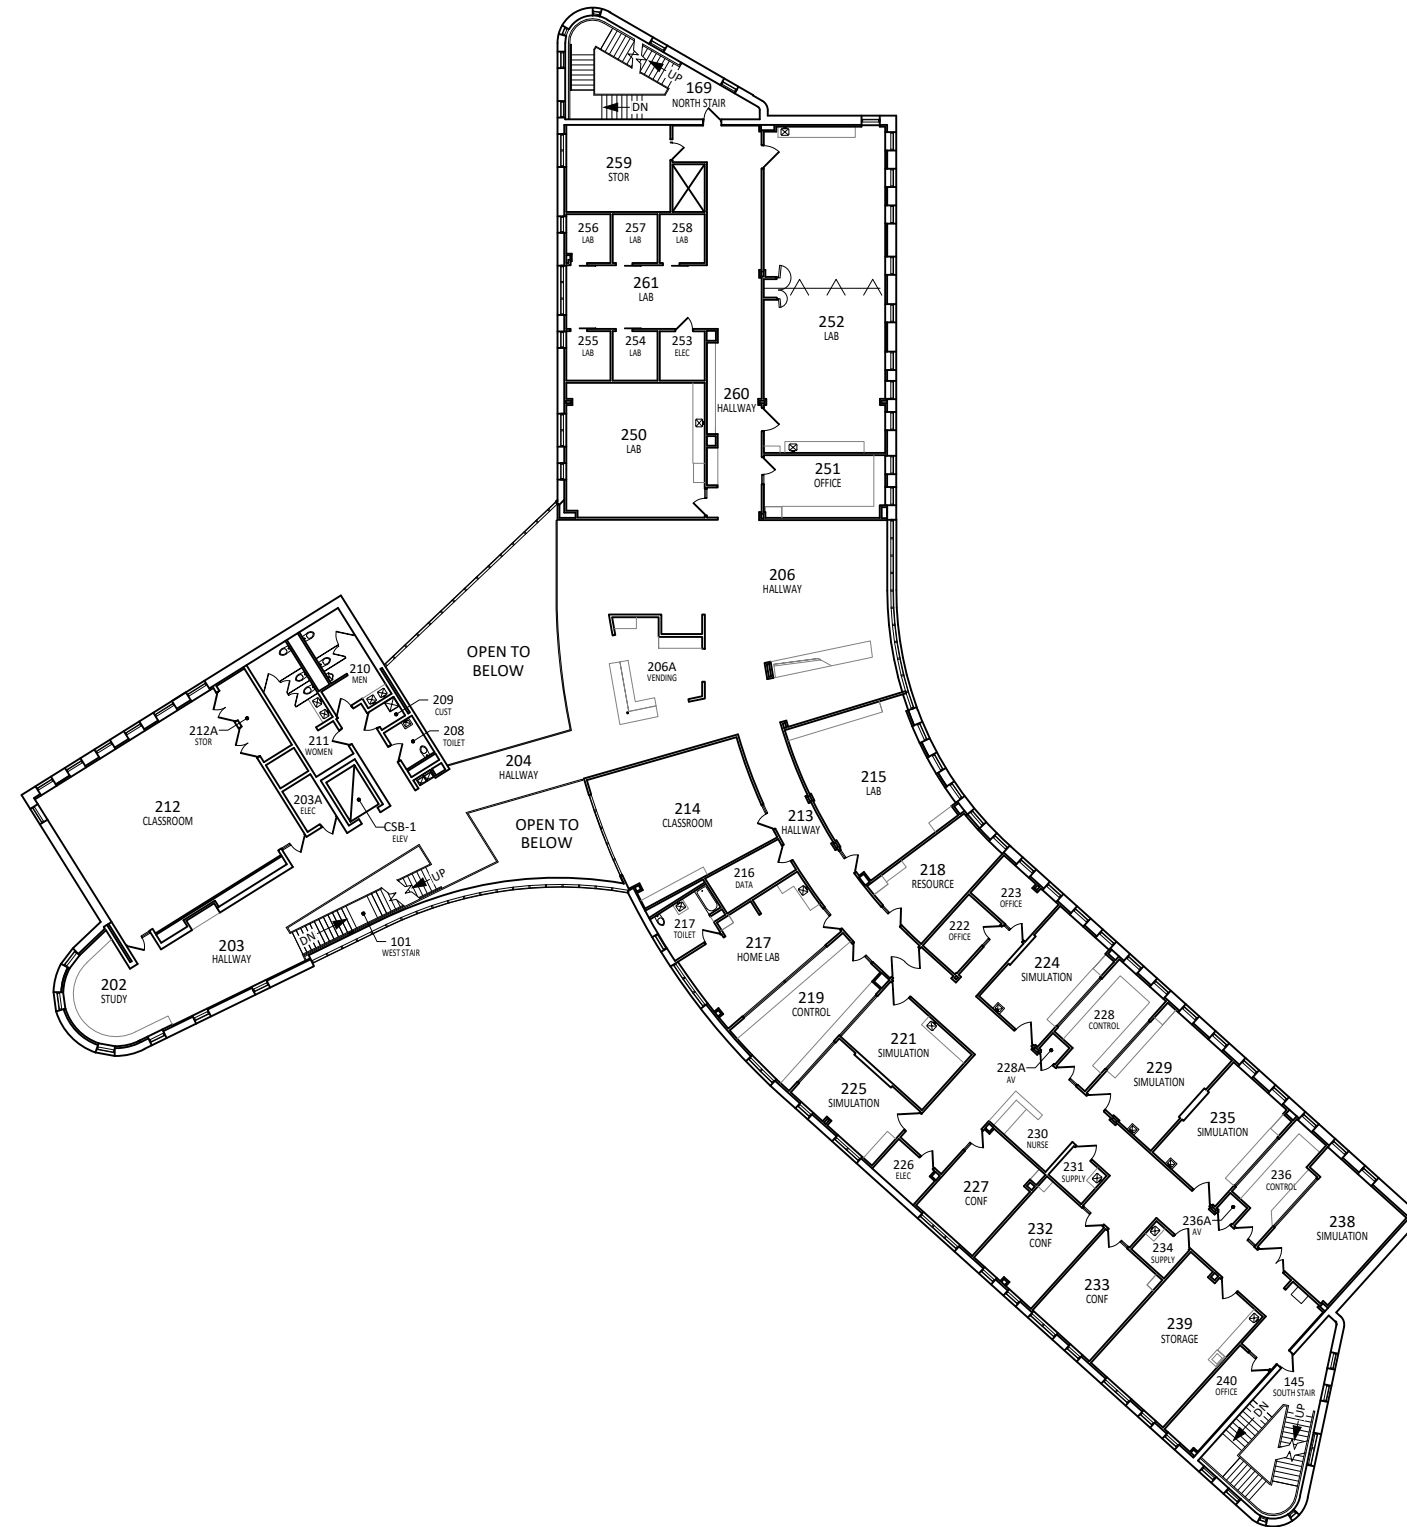 UP
169
NORTH STAIR
DN
259
STOR
256
LAB
257
LAB
258
LAB
261
LAB
252
LAB
255
LAB
254
LAB
253
ELEC
260
HALLWAY
250
LAB
251
OFFICE
206
HALLWAY
OPEN TO
BELOW
206A
VENDING
210
MEN
209
CUST
208
TOILET
212A
STOR
211
WOMEN
204
HALLWAY
203A
ELEC
212
CLASSROOM
CSB-1
ELEV
OPEN TO
BELOW
214
CLASSROOM
213
HALLWAY
215
LAB
216
DATA
218
RESOURCE
223
OFFICE
222
OFFICE
UP
DN
101
WEST STAIR
203
HALLWAY
202
STUDY
217
TOILET
217
HOME LAB
219
CONTROL
221
SIMULATION
224
SIMULATION
228
CONTROL
228A
AV
229
SIMULATION
225
SIMULATION
235
SIMULATION
230
NURSE
231
SUPPLY
226
ELEC
227
CONF
236
CONTROL
232
CONF
236A
AV
234
SUPPLY
238
SIMULATION
233
CONF
239
STORAGE
240
OFFICE
145
SOUTH STAIR
DN
UP